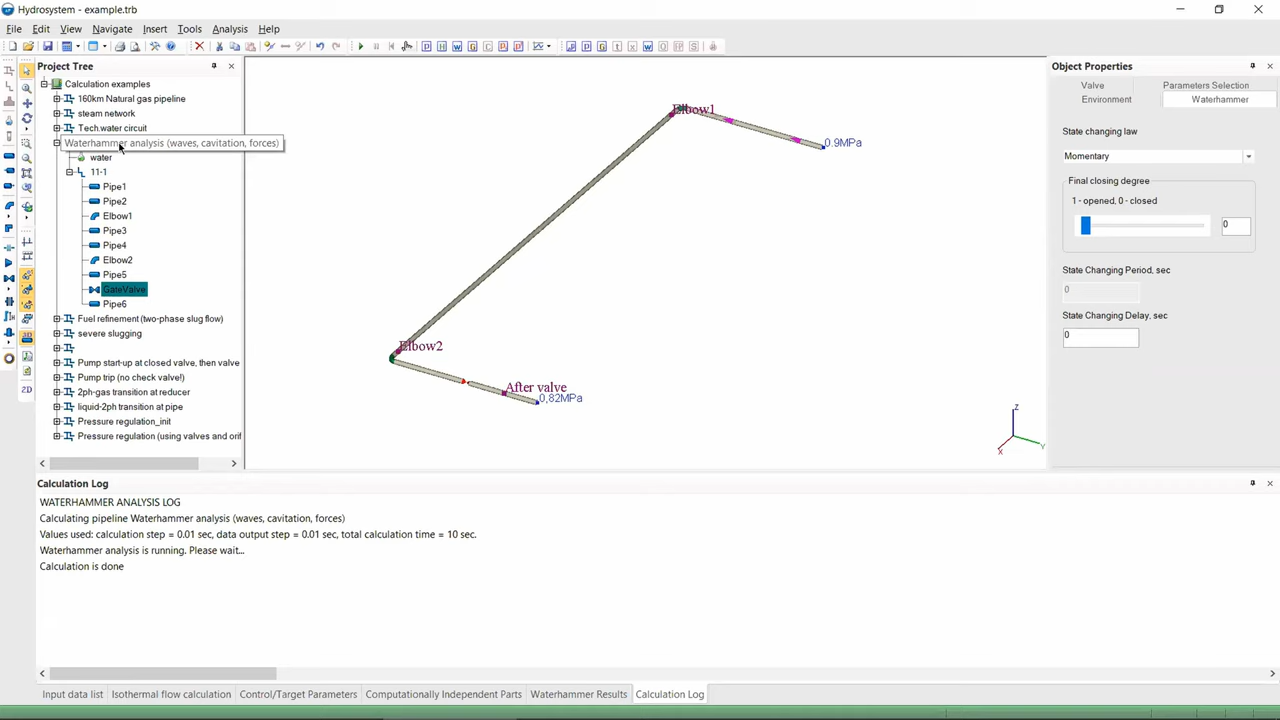 Hydrosystem - example.trb
File Edit View Navigate Insert Tools Analysis Help
Project Tree
Calculation examples
160km Natural gas pipeline
steam network
Tech.water circuit
Waterhammer analysis (waves, cavitation, forces)
water
11-1
Pipe1
Pipe2
Elbow1
Pipe3
Pipe4
Elbow2
Pipe5
GateValve
Pipe6
Fuel refinement (two-phase slug flow)
severe slugging
Pump start-up at closed valve, then valve
Pump trip (no check valve!)
2ph-gas transition at reducer
liquid-2ph transition at pipe
Pressure regulation_init
Pressure regulation (using valves and orif
Elbow1
0.9MPa
Elbow2
After valve
0,82MPa
Z
Y
X
Object Properties
Valve Parameters Selection
Environment Waterhammer
State changing law
Momentary
Final closing degree
1 - opened, 0 - closed
0
State Changing Period, sec
0
State Changing Delay, sec
0
Calculation Log
WATERHAMMER ANALYSIS LOG
Calculating pipeline Waterhammer analysis (waves, cavitation, forces)
Values used: calculation step = 0.01 sec, data output step = 0.01 sec, total calculation time = 10 sec.
Waterhammer analysis is running. Please wait...
Calculation is done
Input data list Isothermal flow calculation Control/Target Parameters Computationally Independent Parts Waterhammer Results Calculation Log